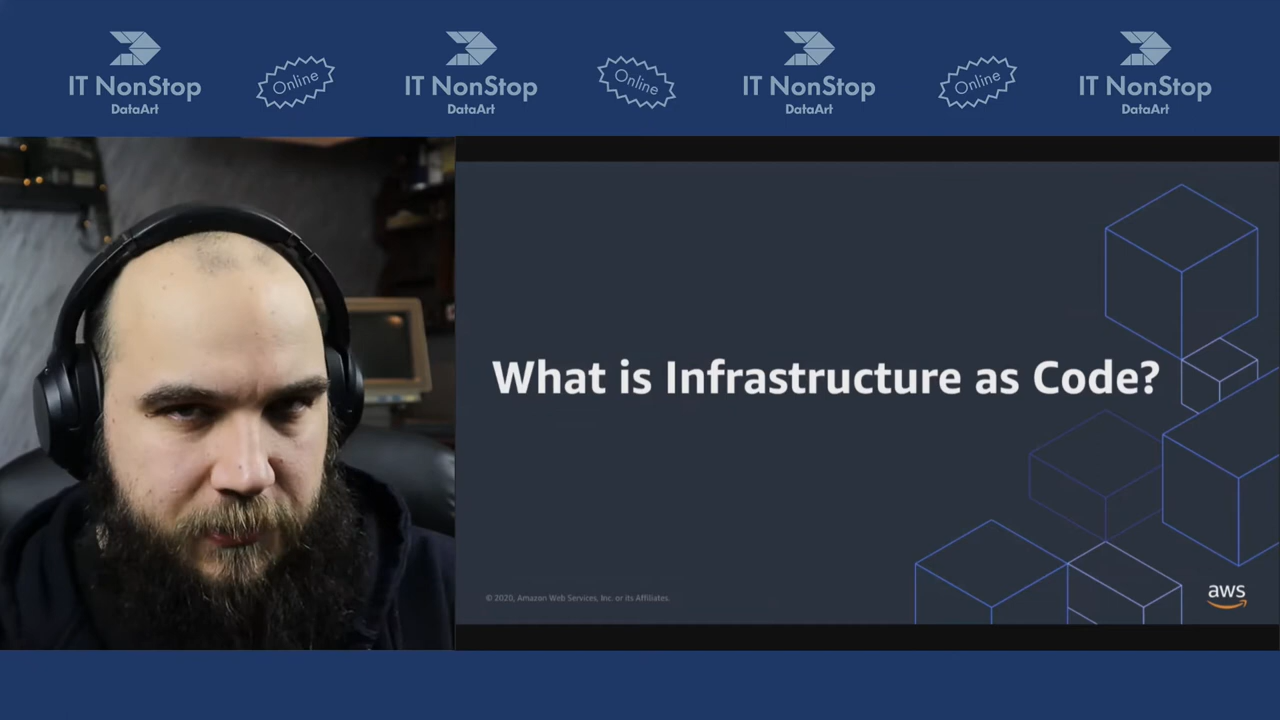 IT NonStop
DataArt
Online
IT NonStop
DataArt
Online
IT NonStop
DataArt
Online
IT NonStop
DataArt
What is Infrastructure as Code?
© 2020, Amazon Web Services, Inc. or its Affiliates.
aws